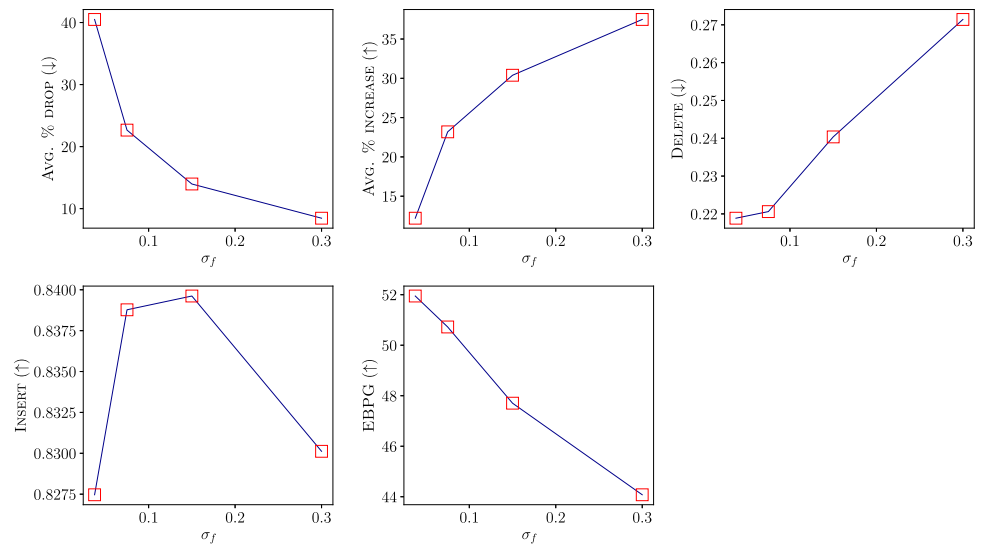 Avg. % drop (↓)
40
30
20
10
0.1 0.2 0.3
σ_f
Avg. % increase (↑)
35
30
25
20
15
0.1 0.2 0.3
σ_f
Delete (↓)
0.27
0.26
0.25
0.24
0.23
0.22
0.1 0.2 0.3
σ_f
Insert (↑)
0.8400
0.8375
0.8350
0.8325
0.8300
0.8275
0.1 0.2 0.3
σ_f
EBPG (↑)
52
50
48
46
44
0.1 0.2 0.3
σ_f